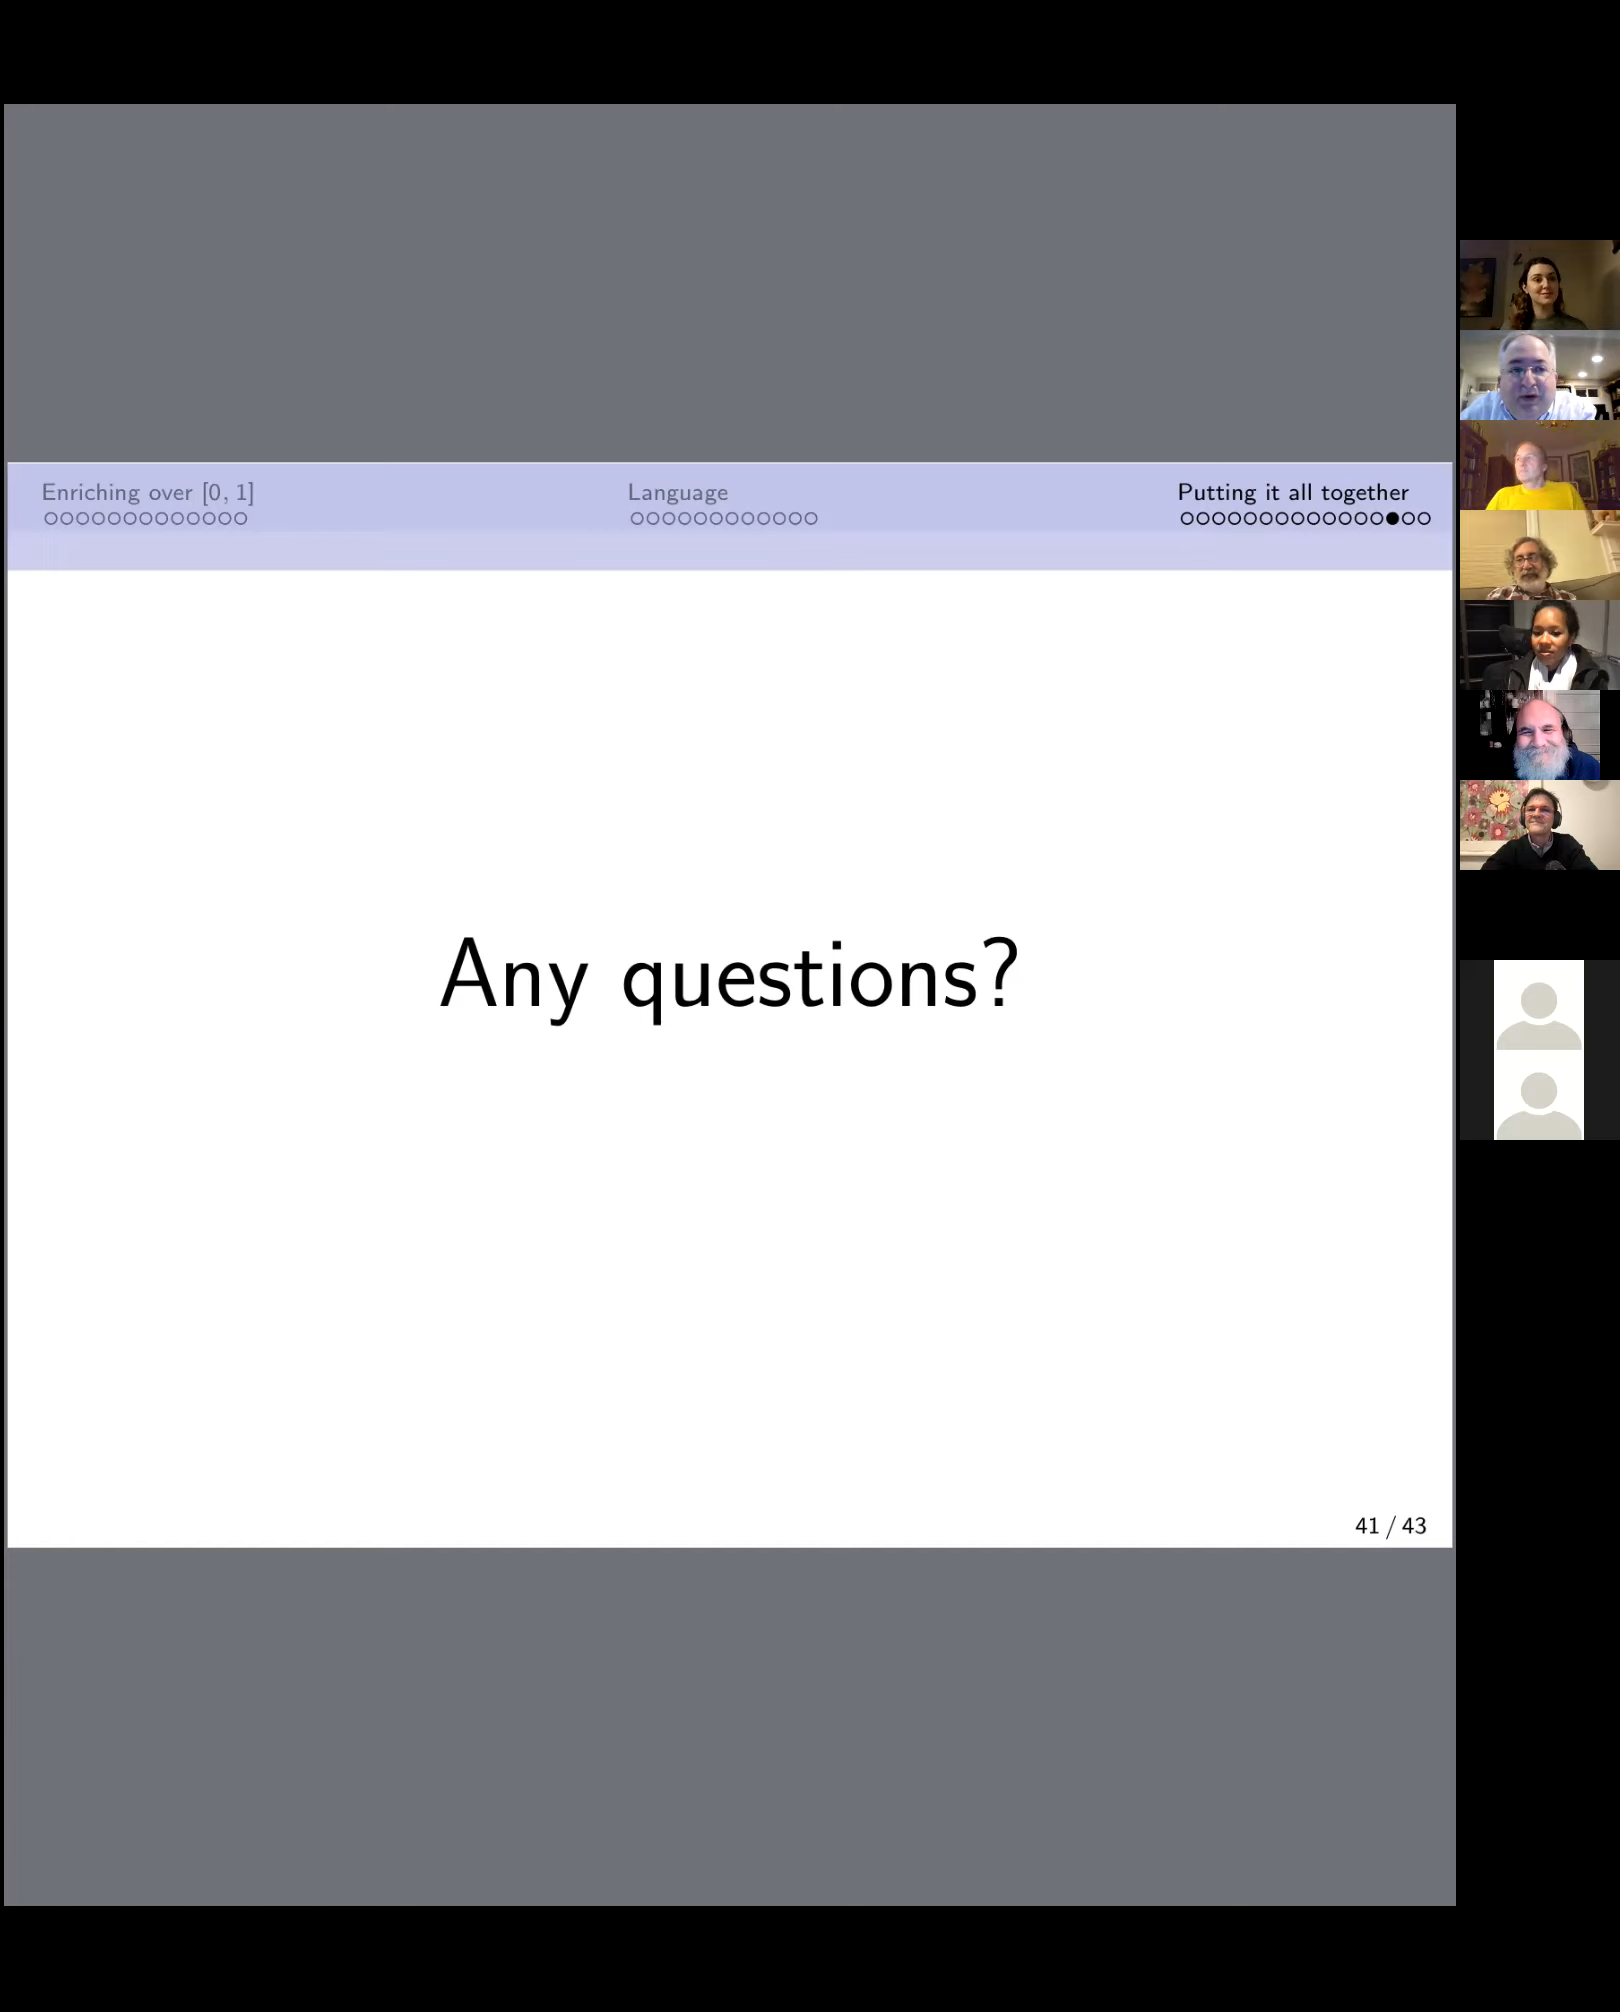 Enriching over [0, 1]
Language
Putting it all together
Any questions?
41 / 43